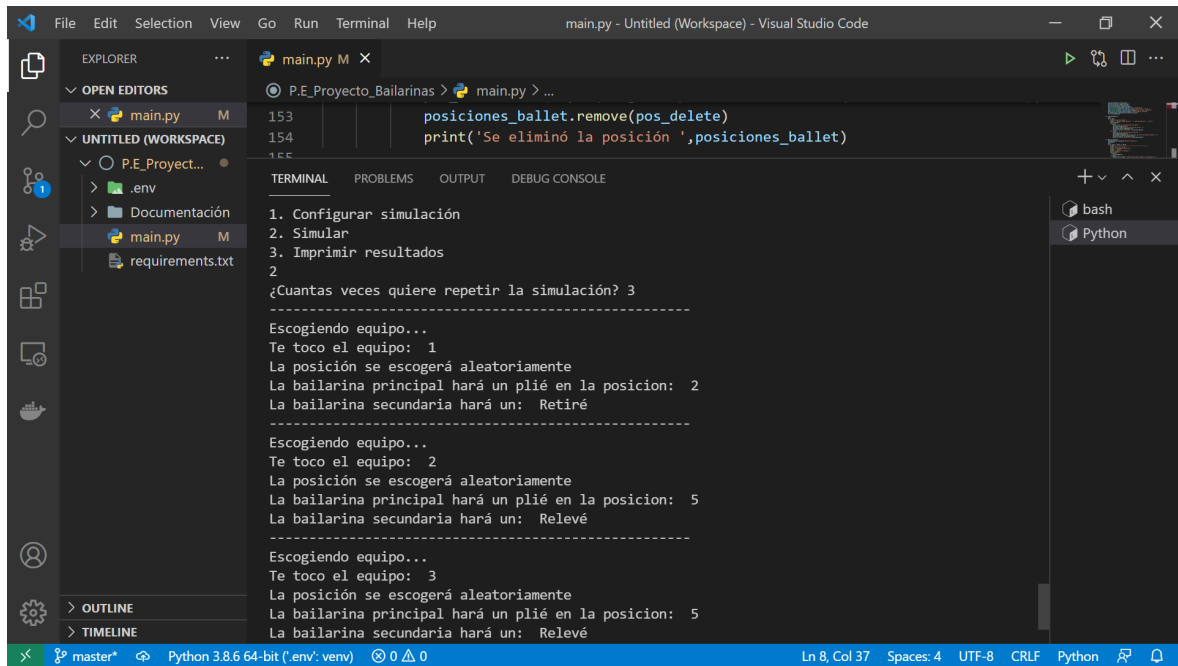 File Edit Selection View Go Run Terminal Help main.py - Untitled (Workspace) - Visual Studio Code
EXPLORER
main.py M
OPEN EDITORS
P.E_Proyecto_Bailarinas > main.py > ...
main.py M
153 posiciones_ballet.remove(pos_delete)
UNTITLED (WORKSPACE)
154 print('Se eliminó la posición ',posiciones_ballet)
155
P.E_Proyect...
.env
Documentación
main.py M
requirements.txt
TERMINAL PROBLEMS OUTPUT DEBUG CONSOLE
bash
Python
1. Configurar simulación
2. Simular
3. Imprimir resultados
2
¿Cuantas veces quiere repetir la simulación? 3
----------------------------------------------------
Escogiendo equipo...
Te toco el equipo:  1
La posición se escogerá aleatoriamente
La bailarina principal hará un plié en la posicion:  2
La bailarina secundaria hará un:  Retiré
----------------------------------------------------
Escogiendo equipo...
Te toco el equipo:  2
La posición se escogerá aleatoriamente
La bailarina principal hará un plié en la posicion:  5
La bailarina secundaria hará un:  Relevé
----------------------------------------------------
Escogiendo equipo...
Te toco el equipo:  3
La posición se escogerá aleatoriamente
La bailarina principal hará un plié en la posicion:  5
La bailarina secundaria hará un:  Relevé
1
OUTLINE
TIMELINE
master* Python 3.8.6 64-bit ('.env': venv) 0 0 Ln 8, Col 37 Spaces: 4 UTF-8 CRLF Python